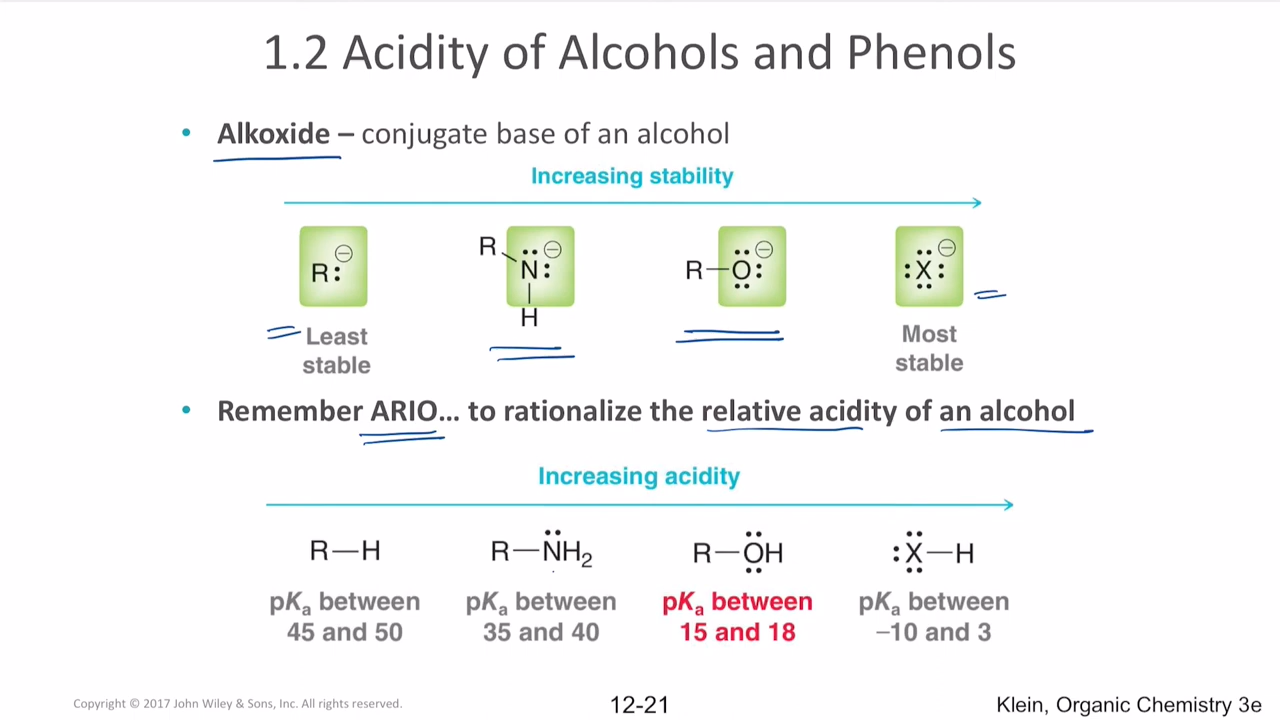 1.2 Acidity of Alcohols and Phenols
• Alkoxide – conjugate base of an alcohol
Increasing stability
R:⊖
R N:⊖ H
R—O:⊖
:X:⊖
Least stable
Most stable
• Remember ARIO... to rationalize the relative acidity of an alcohol
Increasing acidity
R—H
R—NH₂
R—OH
:X—H
pKa between
45 and 50
pKa between
35 and 40
pKa between
15 and 18
pKa between
−10 and 3
Copyright © 2017 John Wiley & Sons, Inc. All rights reserved.
12-21
Klein, Organic Chemistry 3e